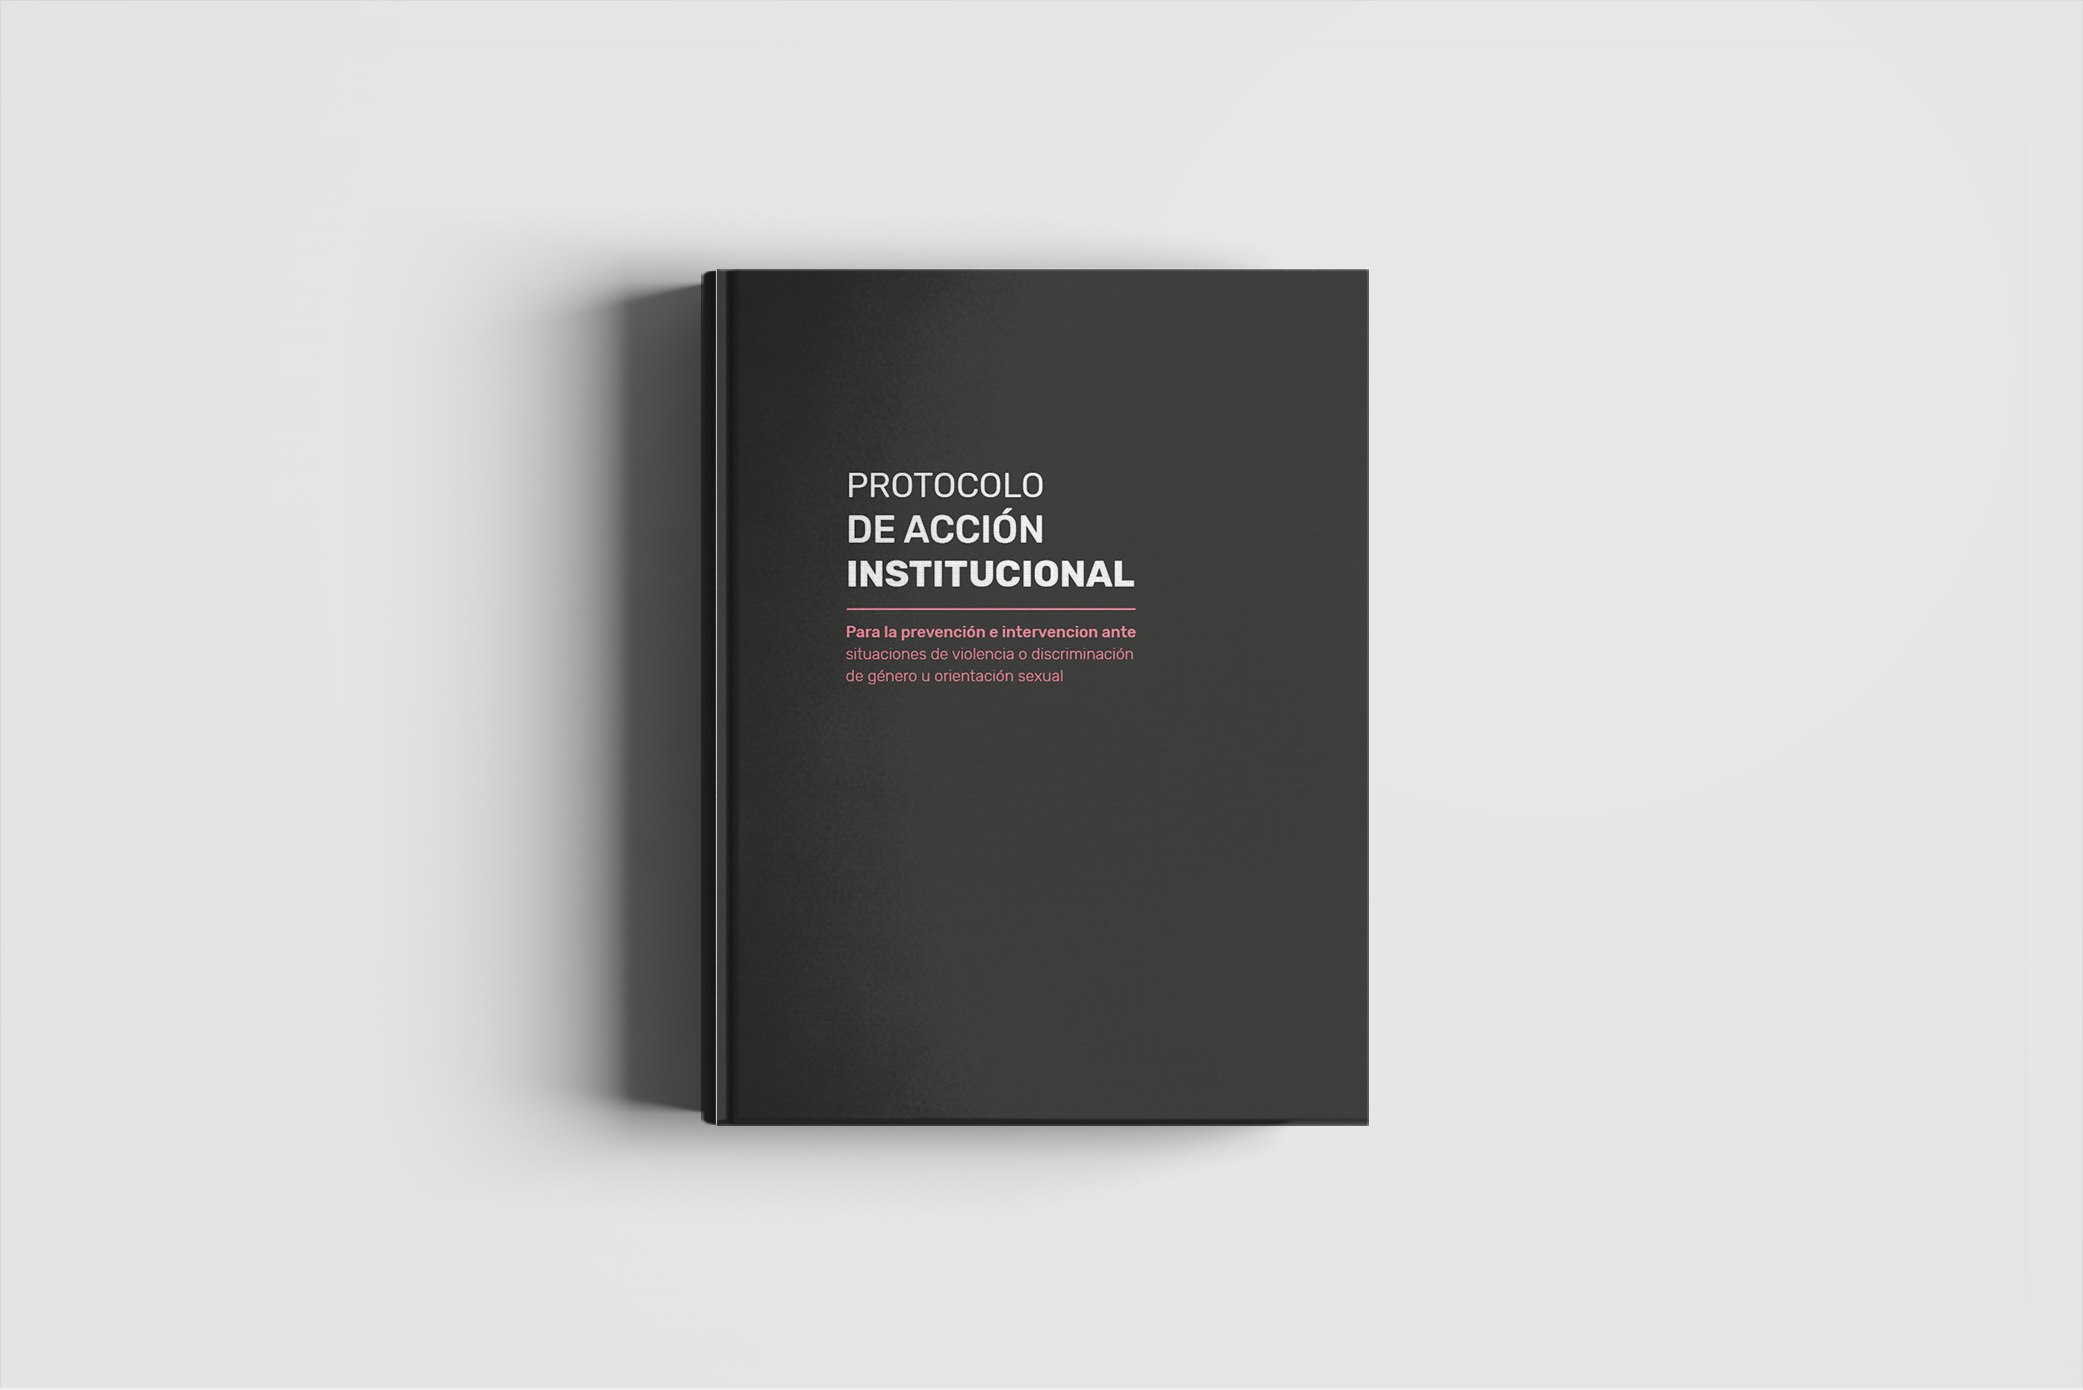 PROTOCOLO
DE ACCIÓN
INSTITUCIONAL
Para la prevención e intervencion ante
situaciones de violencia o discriminación
de género u orientación sexual